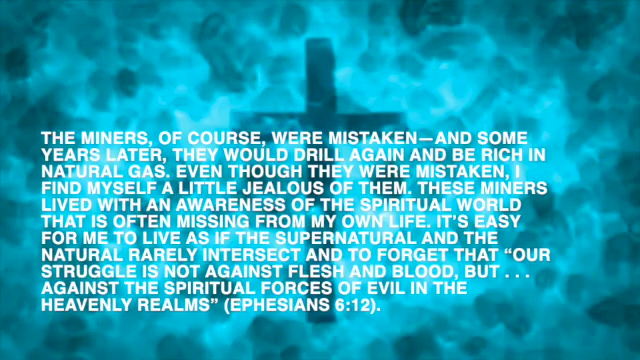 THE MINERS, OF COURSE, WERE MISTAKEN—AND SOME
YEARS LATER, THEY WOULD DRILL AGAIN AND BE RICH IN
NATURAL GAS. EVEN THOUGH THEY WERE MISTAKEN, I
FIND MYSELF A LITTLE JEALOUS OF THEM. THESE MINERS
LIVED WITH AN AWARENESS OF THE SPIRITUAL WORLD
THAT IS OFTEN MISSING FROM MY OWN LIFE. IT’S EASY
FOR ME TO LIVE AS IF THE SUPERNATURAL AND THE
NATURAL RARELY INTERSECT AND TO FORGET THAT “OUR
STRUGGLE IS NOT AGAINST FLESH AND BLOOD, BUT . . .
AGAINST THE SPIRITUAL FORCES OF EVIL IN THE
HEAVENLY REALMS” (EPHESIANS 6:12).